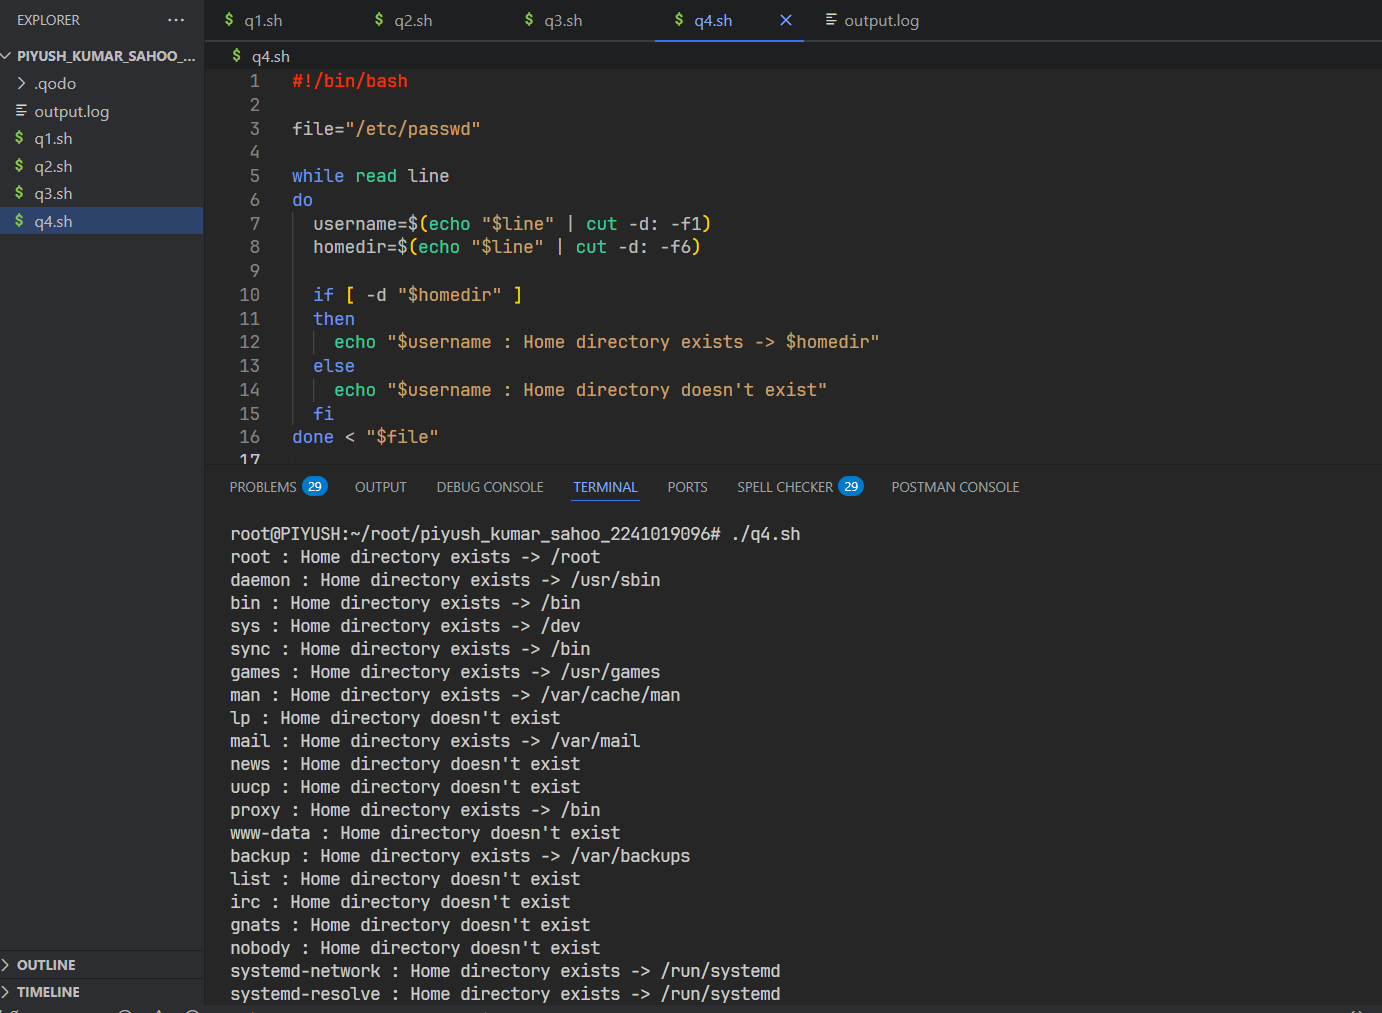 EXPLORER
PIYUSH_KUMAR_SAHOO_...
.qodo
output.log
q1.sh
q2.sh
q3.sh
q4.sh
OUTLINE
TIMELINE
q1.sh q2.sh q3.sh q4.sh output.log
q4.sh
1 #!/bin/bash
2
3 file="/etc/passwd"
4
5 while read line
6 do
7 username=$(echo "$line" | cut -d: -f1)
8 homedir=$(echo "$line" | cut -d: -f6)
9
10 if [ -d "$homedir" ]
11 then
12 echo "$username : Home directory exists -> $homedir"
13 else
14 echo "$username : Home directory doesn't exist"
15 fi
16 done < "$file"
17
PROBLEMS 29 OUTPUT DEBUG CONSOLE TERMINAL PORTS SPELL CHECKER 29 POSTMAN CONSOLE
root@PIYUSH:~/root/piyush_kumar_sahoo_2241019096# ./q4.sh
root : Home directory exists -> /root
daemon : Home directory exists -> /usr/sbin
bin : Home directory exists -> /bin
sys : Home directory exists -> /dev
sync : Home directory exists -> /bin
games : Home directory exists -> /usr/games
man : Home directory exists -> /var/cache/man
lp : Home directory doesn't exist
mail : Home directory exists -> /var/mail
news : Home directory doesn't exist
uucp : Home directory doesn't exist
proxy : Home directory exists -> /bin
www-data : Home directory doesn't exist
backup : Home directory exists -> /var/backups
list : Home directory doesn't exist
irc : Home directory doesn't exist
gnats : Home directory doesn't exist
nobody : Home directory doesn't exist
systemd-network : Home directory exists -> /run/systemd
systemd-resolve : Home directory exists -> /run/systemd